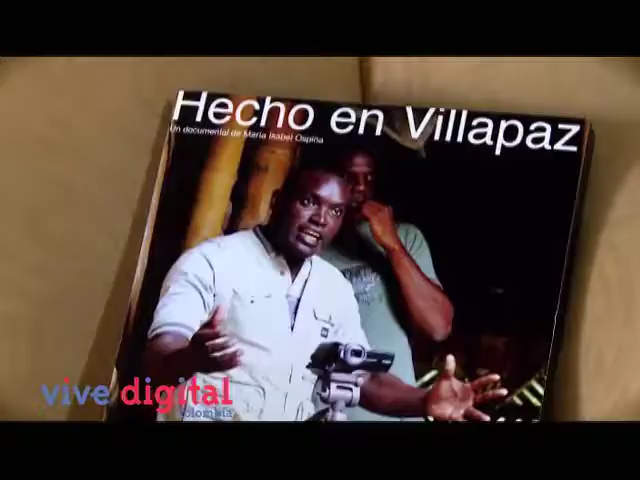 Hecho en Villapaz
Un documental de María Isabel Ospina
vive digital
colombia